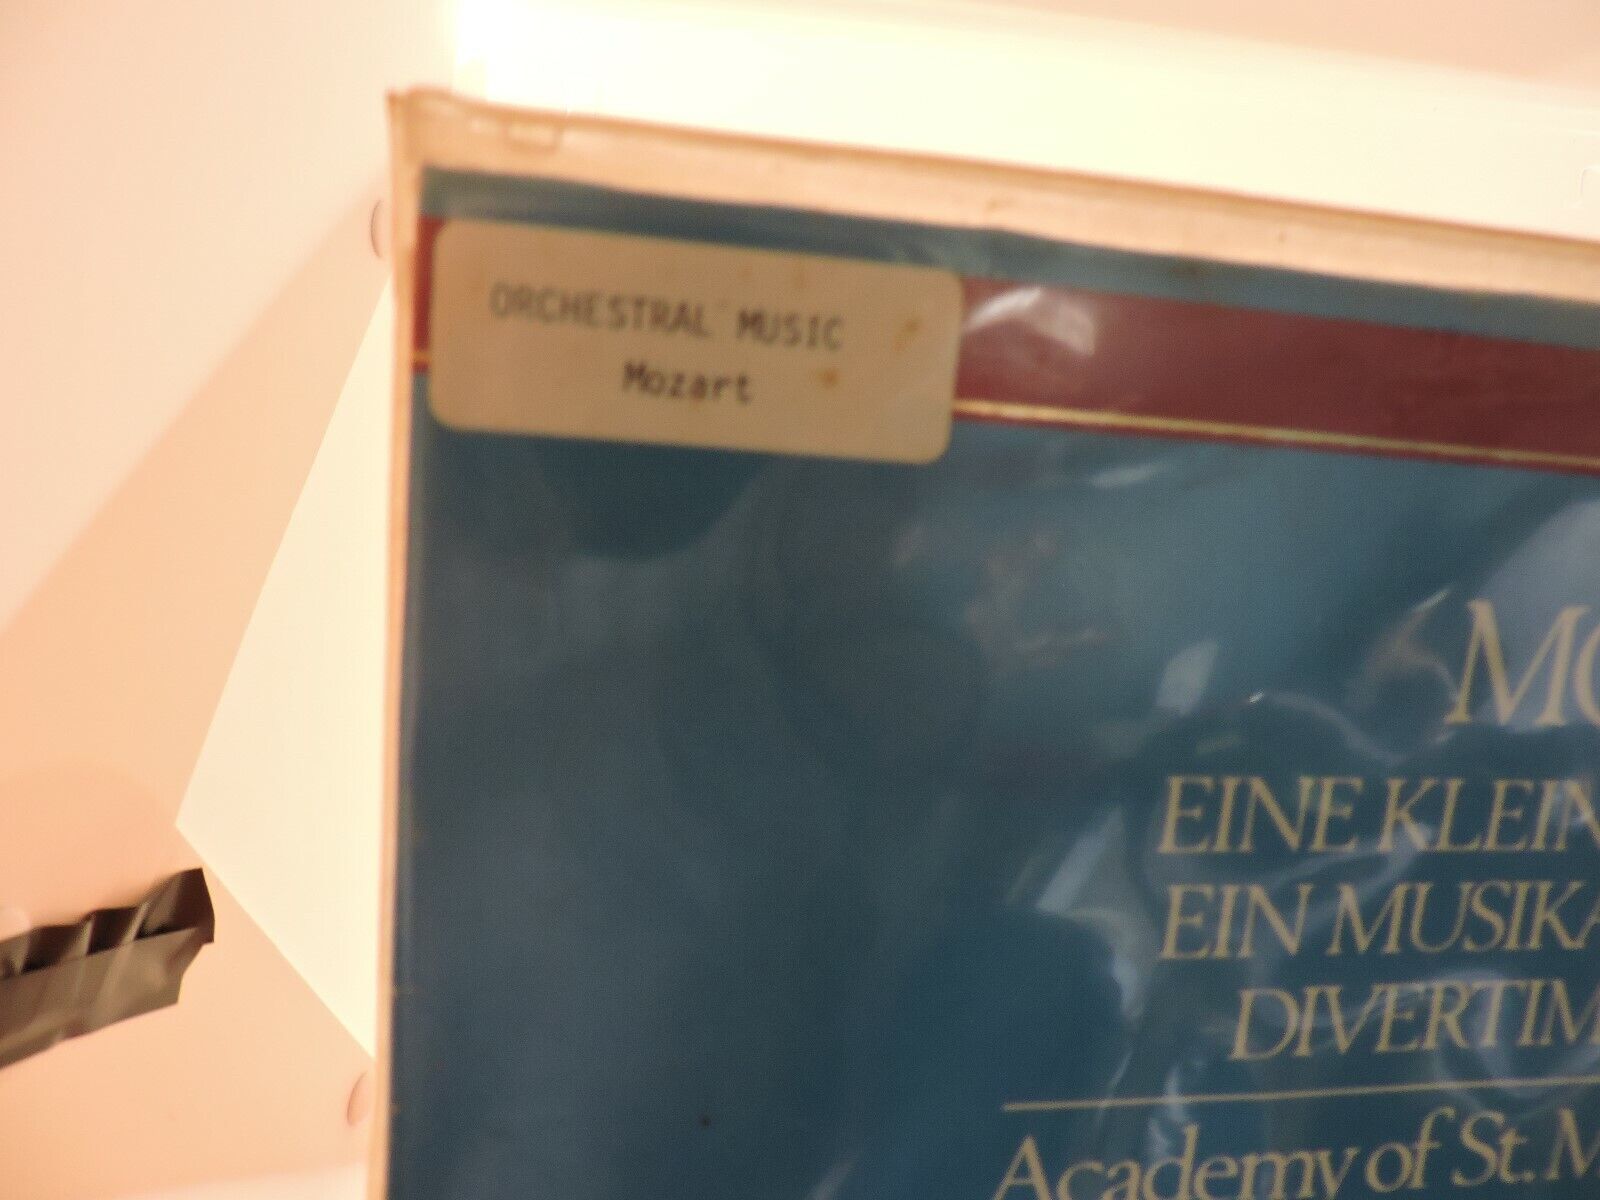 ORCHESTRAL MUSIC
Mozart
MO
EINE KLEIN
EIN MUSIKA
DIVERTIM
Academy of St. M